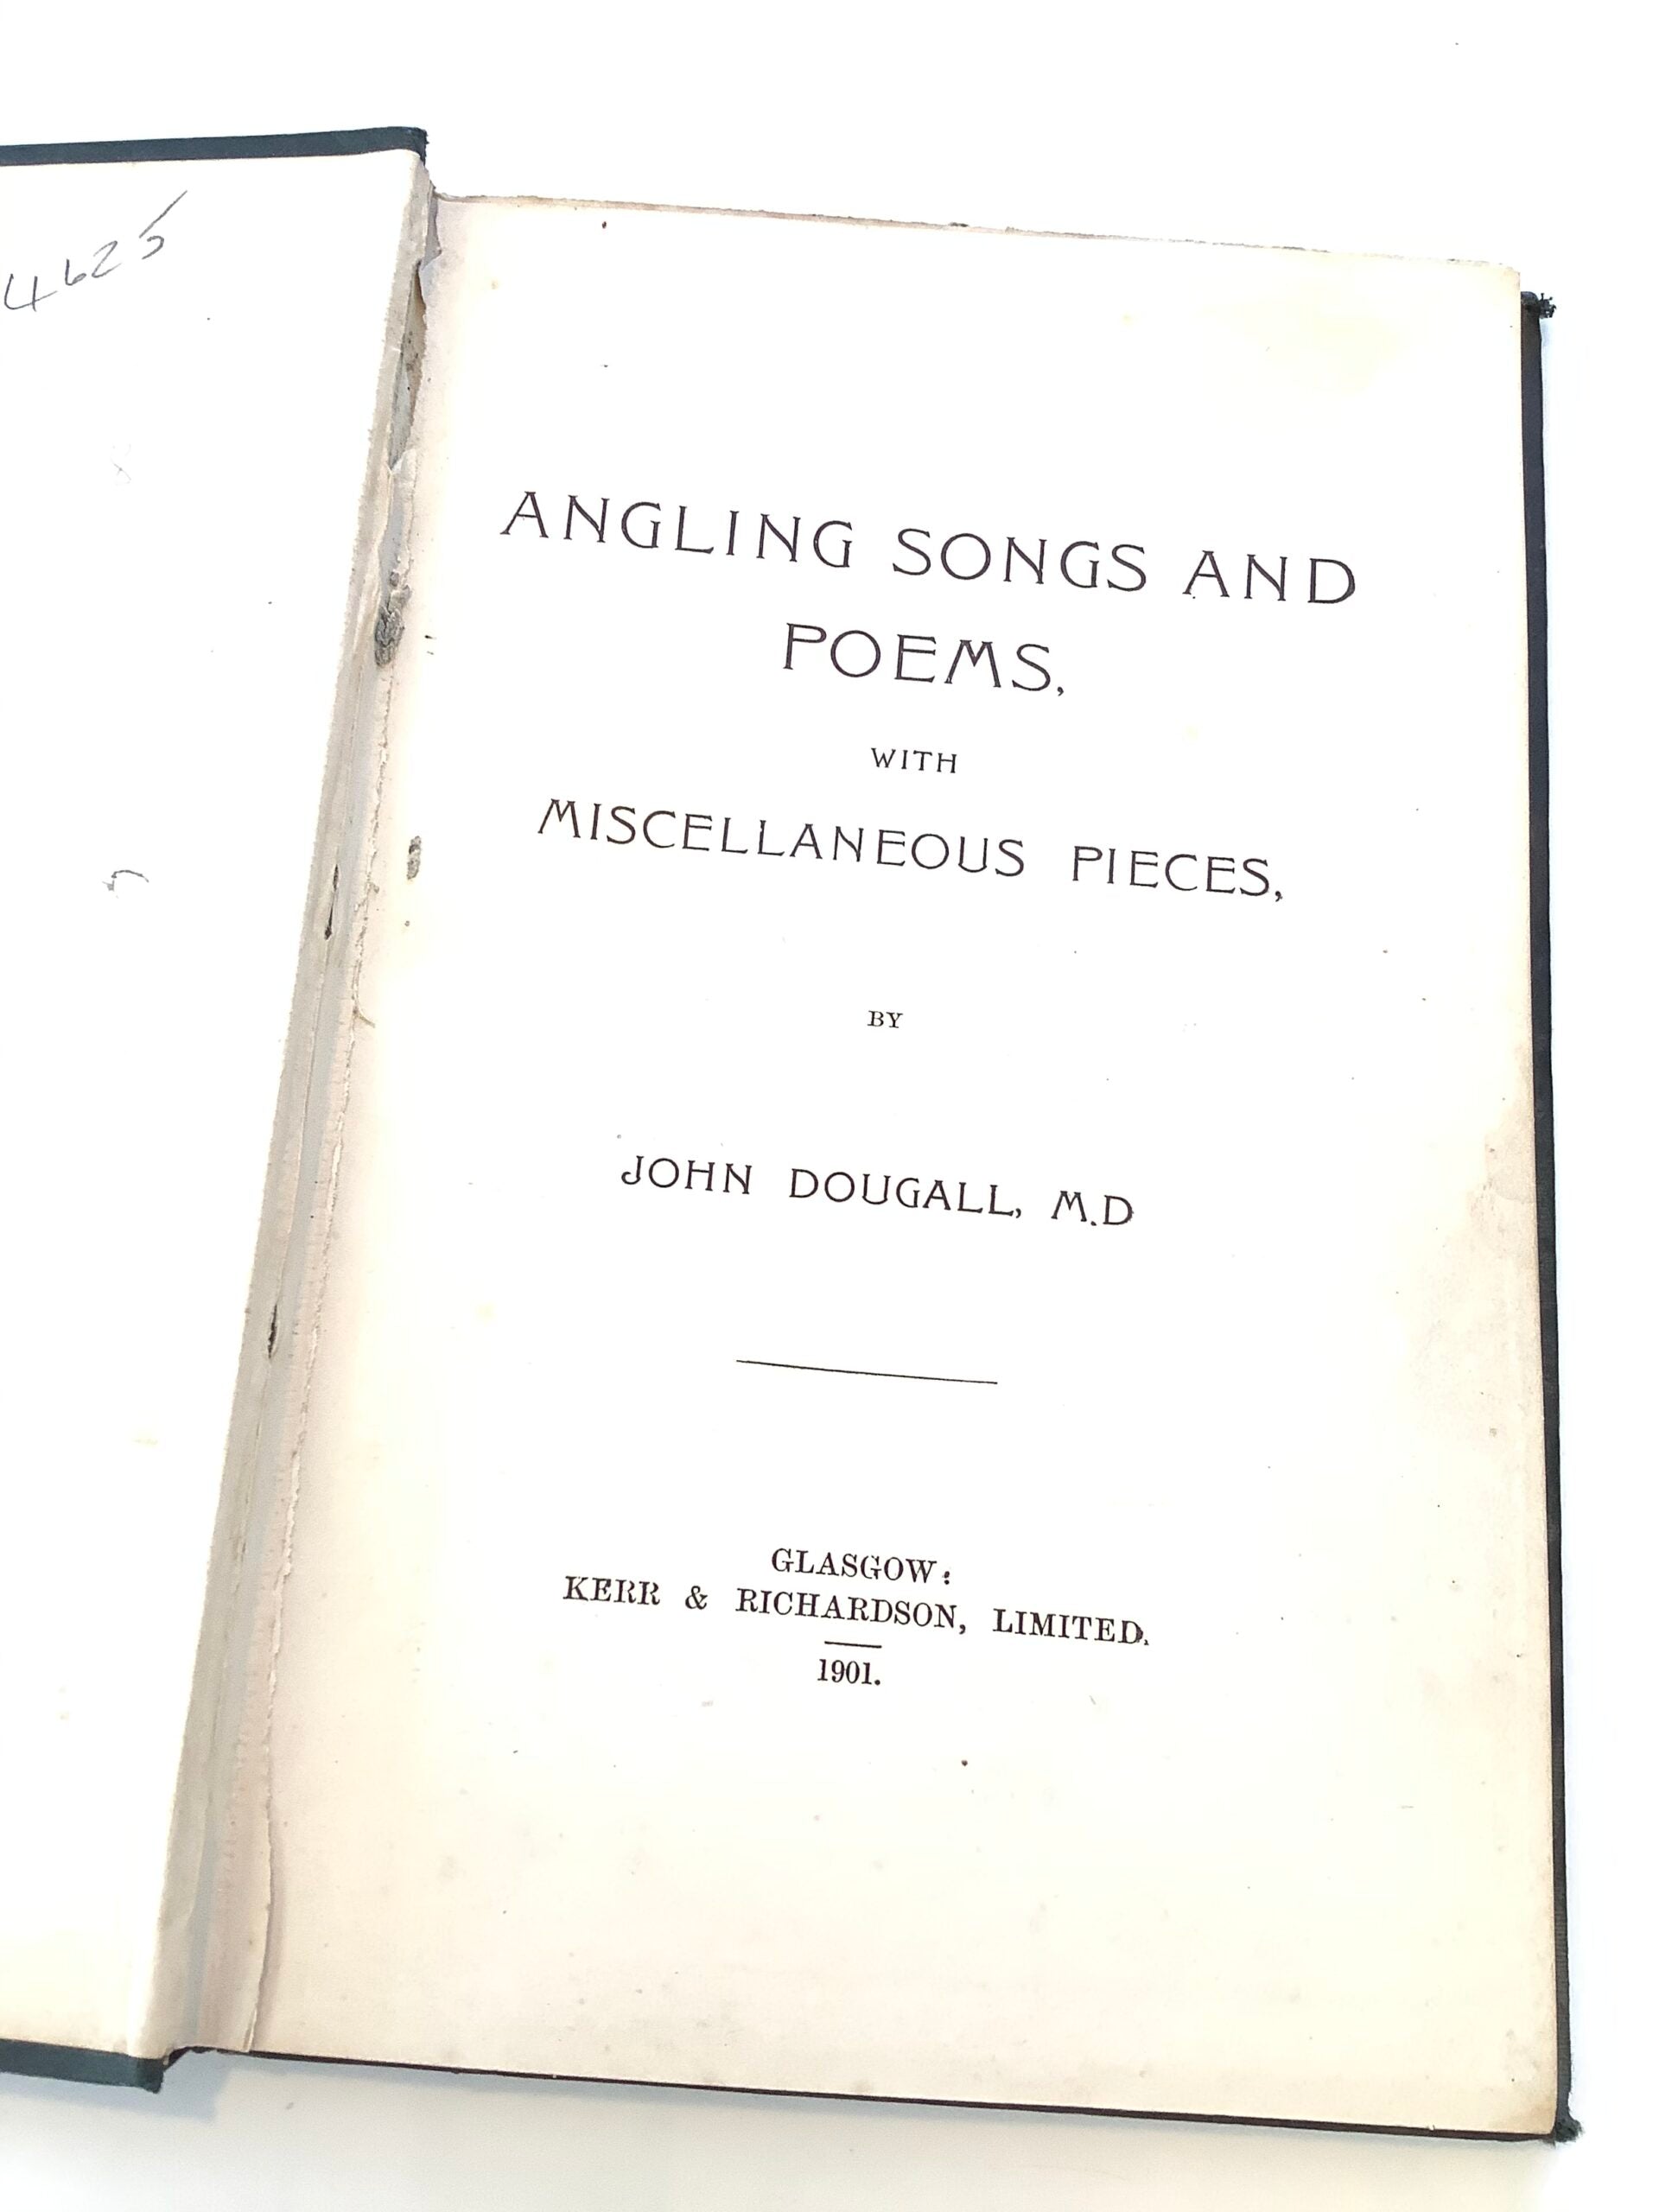 4625
ANGLING SONGS AND
POEMS,
WITH
MISCELLANEOUS PIECES,
BY
JOHN DOUGALL, M.D
GLASGOW:
KERR & RICHARDSON, LIMITED.
1901.